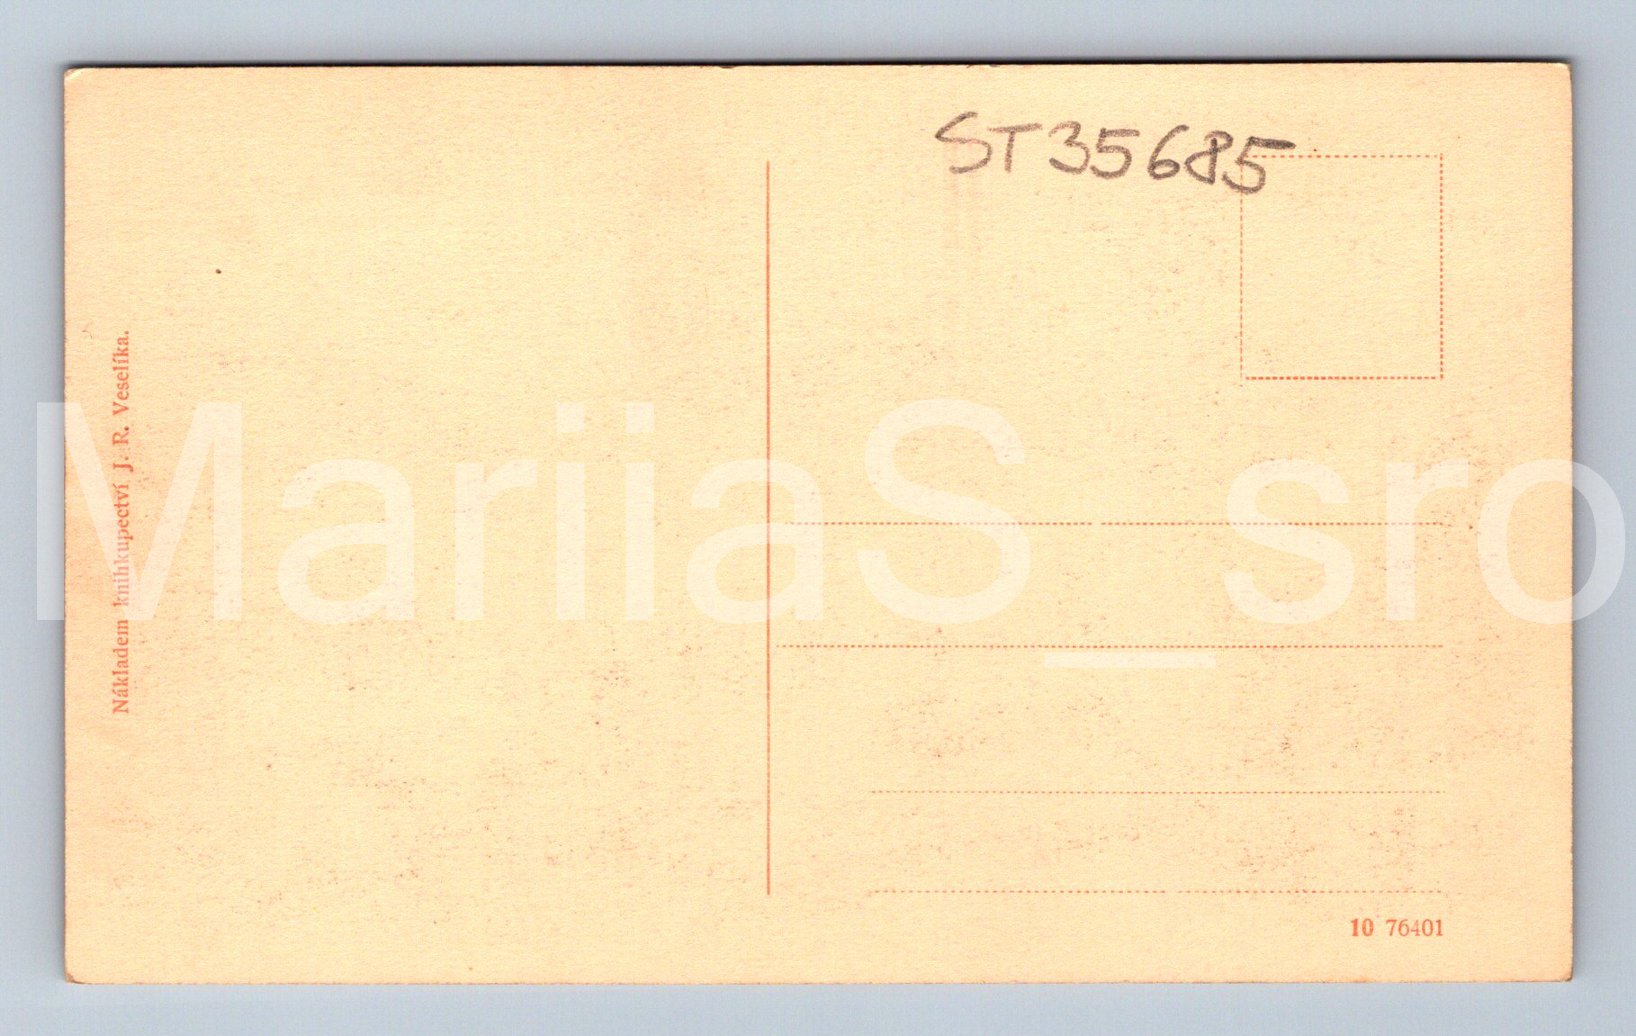 ST35685
Nákladem knihkupectví J. R. Veselíka.
MariiaS_sro
10 76401